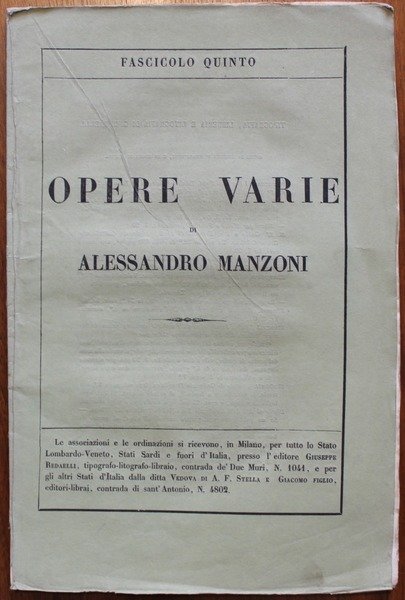 FASCICOLO QUINTO
OPERE VARIE
DI
ALESSANDRO MANZONI
Le associazioni e le ordinazioni si ricevono, in Milano, per tutto lo Stato
Lombardo-Veneto, Stati Sardi e fuori d'Italia, presso l'editore GIUSEPPE
REDAELLI, tipografo-litografo-libraio, contrada de' Due Muri, N. 1041, e per
gli altri Stati d'Italia dalla ditta VEDOVA DI A. F. STELLA E GIACOMO FIGLIO,
editori-librai, contrada di sant'Antonio, N. 4802.